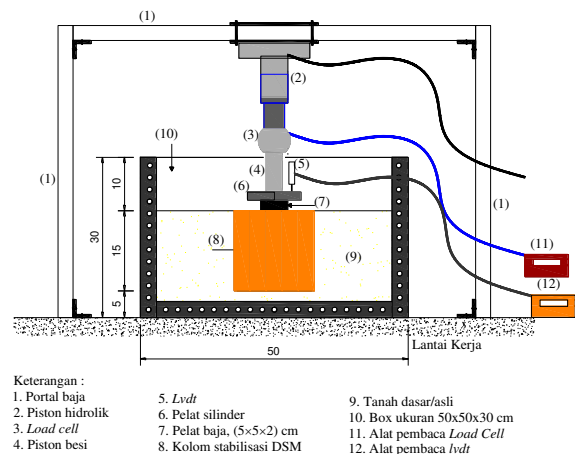 (1)
(2)
(3)
(10)
(4)
(5)
(6)
(7)
(1)
(1)
(8)
(9)
(11)
(12)
30
10
15
5
50
Lantai Kerja
Keterangan :
1. Portal baja
2. Piston hidrolik
3. Load cell
4. Piston besi
5. Lvdt
6. Pelat silinder
7. Pelat baja, (5×5×2) cm
8. Kolom stabilisasi DSM
9. Tanah dasar/asli
10. Box ukuran 50x50x30 cm
11. Alat pembaca Load Cell
12. Alat pembaca lvdt